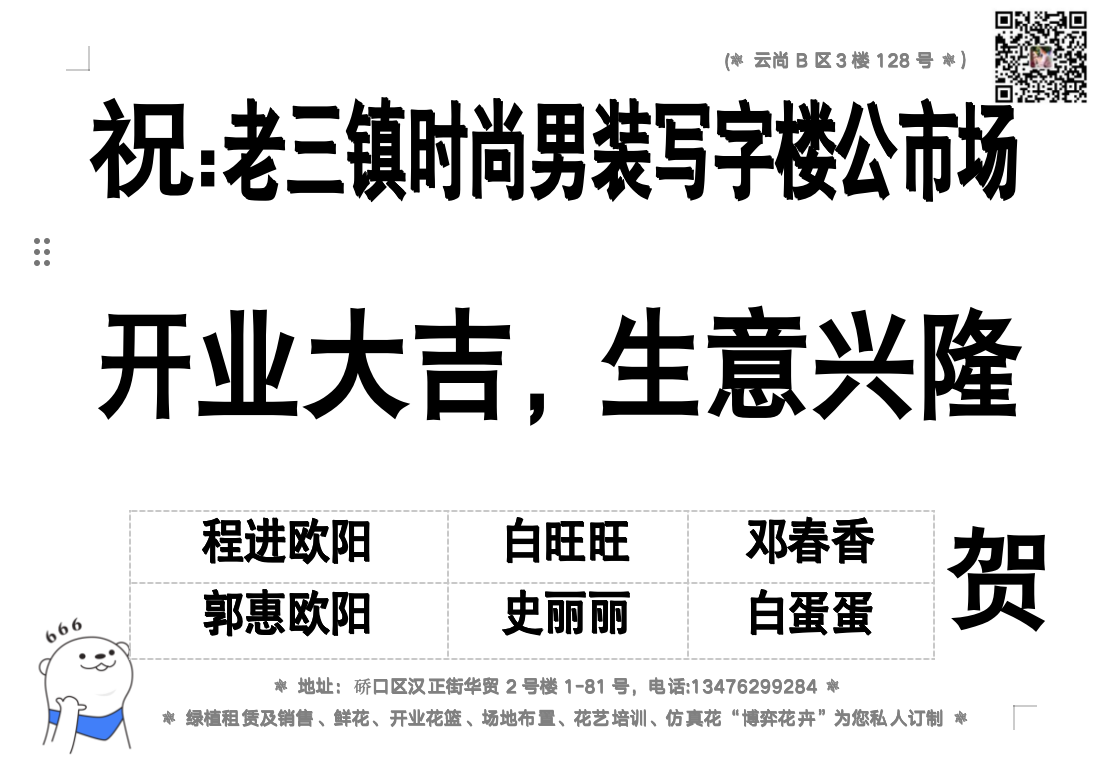 (* 云尚 B 区 3 楼 128 号 *)
祝:老三镇时尚男装写字楼公市场
开业大吉，生意兴隆
程进欧阳 白旺旺 邓春香
郭惠欧阳 史丽丽 白蛋蛋
贺
666
* 地址：硚口区汉正街华贸 2 号楼 1-81 号，电话:13476299284 *
* 绿植租赁及销售、鲜花、开业花篮、场地布置、花艺培训、仿真花“博弈花卉”为您私人订制 *